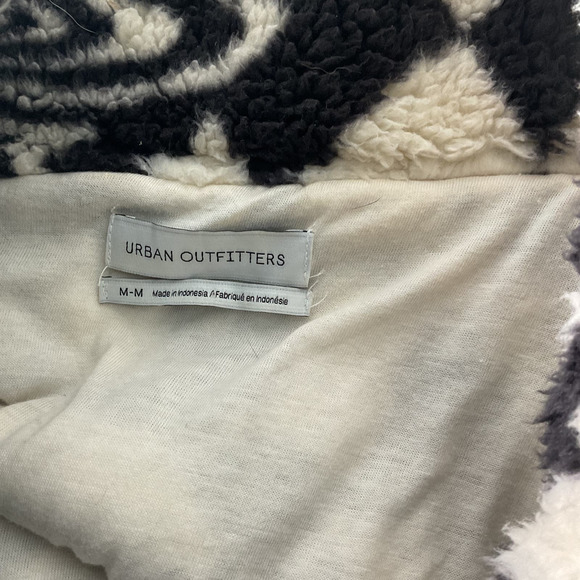 URBAN OUTFITTERS
M-M Made in Indonesia / Fabriqué en Indonésie